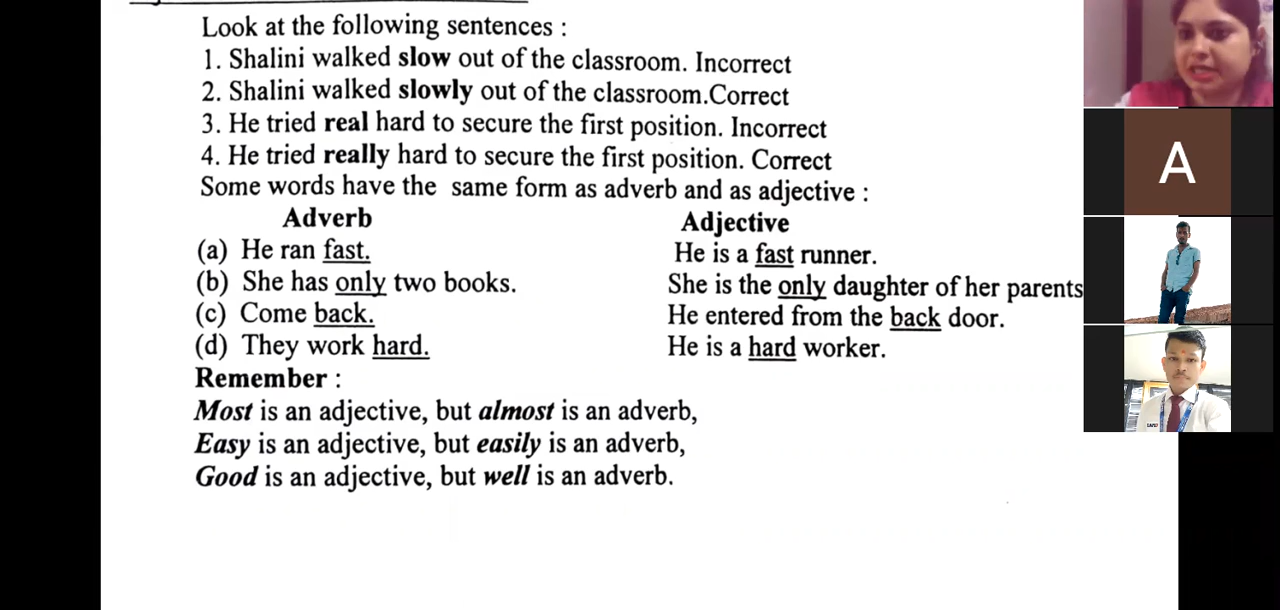 Look at the following sentences :
1. Shalini walked slow out of the classroom. Incorrect
2. Shalini walked slowly out of the classroom.Correct
3. He tried real hard to secure the first position. Incorrect
4. He tried really hard to secure the first position. Correct
Some words have the same form as adverb and as adjective :
Adverb Adjective
(a) He ran fast. He is a fast runner.
(b) She has only two books. She is the only daughter of her parents
(c) Come back. He entered from the back door.
(d) They work hard. He is a hard worker.
Remember :
Most is an adjective, but almost is an adverb,
Easy is an adjective, but easily is an adverb,
Good is an adjective, but well is an adverb.
A